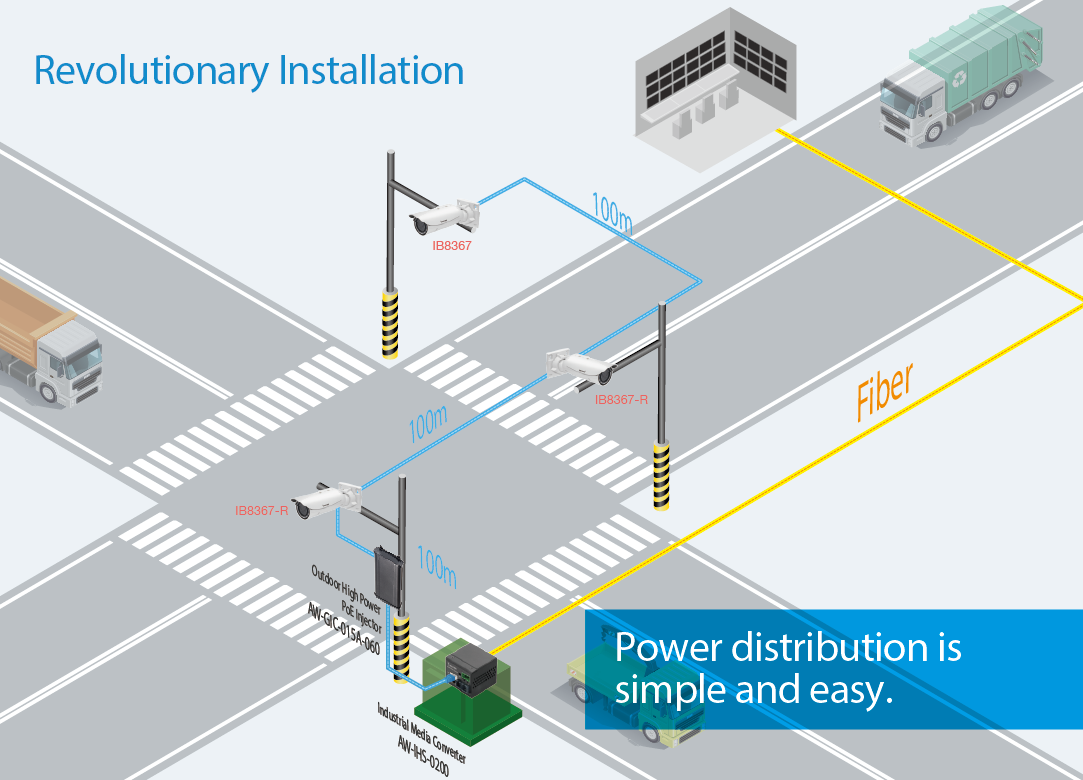 Revolutionary Installation
100m
IB8367
IB8367-R
Fiber
100m
IB8367-R
100m
Outdoor High Power
PoE Injector
AW-GIC-015A-060
Power distribution is
simple and easy.
Industrial Media Converter
AW-IHS-0200